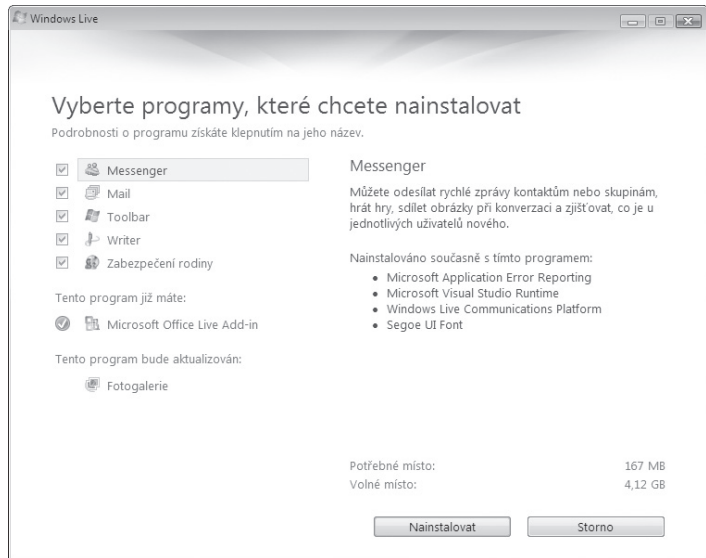 Windows Live
Vyberte programy, které chcete nainstalovat
Podrobnosti o programu získáte klepnutím na jeho název.
Messenger
Mail
Toolbar
Writer
Zabezpečení rodiny
Tento program již máte:
Microsoft Office Live Add-in
Tento program bude aktualizován:
Fotogalerie
Messenger
Můžete odesílat rychlé zprávy kontaktům nebo skupinám,
hrát hry, sdílet obrázky při konverzaci a zjišťovat, co je u
jednotlivých uživatelů nového.
Nainstalováno současně s tímto programem:
• Microsoft Application Error Reporting
• Microsoft Visual Studio Runtime
• Windows Live Communications Platform
• Segoe UI Font
Potřebné místo: 167 MB
Volné místo: 4,12 GB
Nainstalovat
Storno